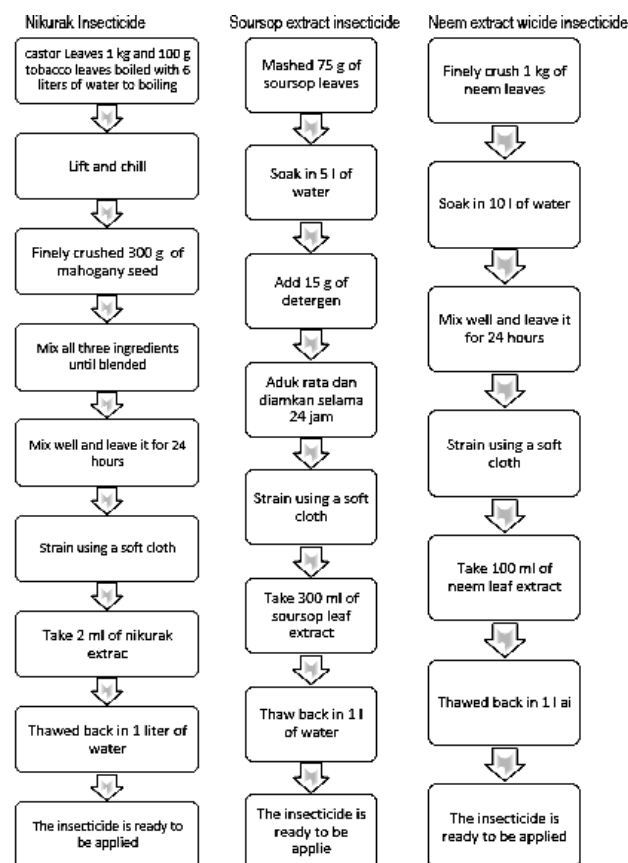 Nikurak Insecticide
castor Leaves 1 kg and 100 g
tobacco leaves boiled with 6
liters of water to boiling
Lift and chill
Finely crushed 300 g of
mahogany seed
Mix all three ingredients
until blended
Mix well and leave it for 24
hours
Strain using a soft cloth
Take 2 ml of nikurak
extrac
Thawed back in 1 liter of
water
The insecticide is ready to
be applied
Soursop extract insecticide
Mashed 75 g of
soursop leaves
Soak in 5 l of
water
Add 15 g of
detergen
Aduk rata dan
diamkan selama
24 jam
Strain using a soft
cloth
Take 300 ml of
soursop leaf
extract
Thaw back in 1 l
of water
The insecticide is
ready to be
applie
Neem extract wicide insecticide
Finely crush 1 kg of
neem leaves
Soak in 10 l of water
Mix well and leave it
for 24 hours
Strain using a soft
cloth
Take 100 ml of
neem leaf extract
Thawed back in 1 l ai
The insecticide is
ready to be applied